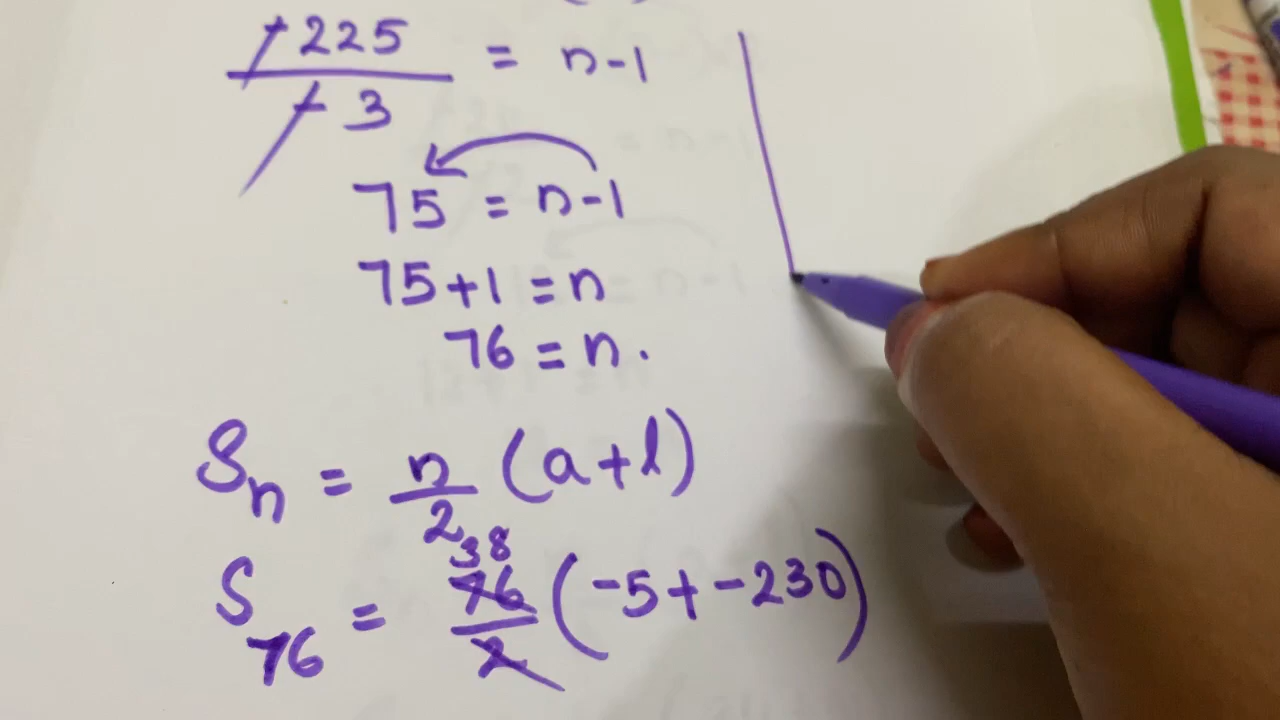 -225/-3 = n-1
75 = n-1
75+1 = n
76 = n.
Sn = n/2 (a+l)
S76 = 76/2 38 (-5+-230)